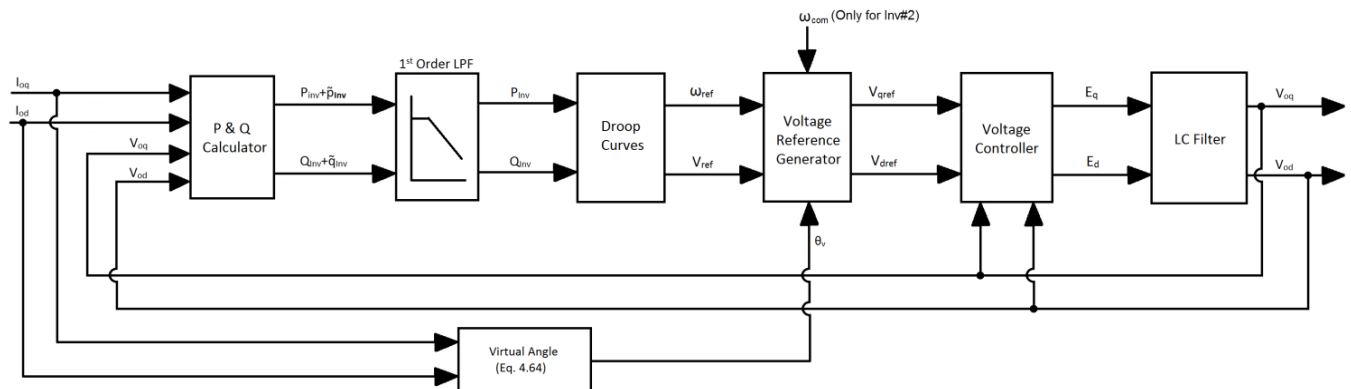 ω_com (Only for Inv#2)
1st Order LPF
I_oq
I_od
V_oq
V_od
P & Q
Calculator
P_inv+p̃_Inv
Q_Inv+q̃_Inv
P_Inv
Q_Inv
Droop
Curves
ω_ref
V_ref
Voltage
Reference
Generator
V_qref
V_dref
Voltage
Controller
E_q
E_d
LC Filter
V_oq
V_od
θ_v
Virtual Angle
(Eq. 4.64)